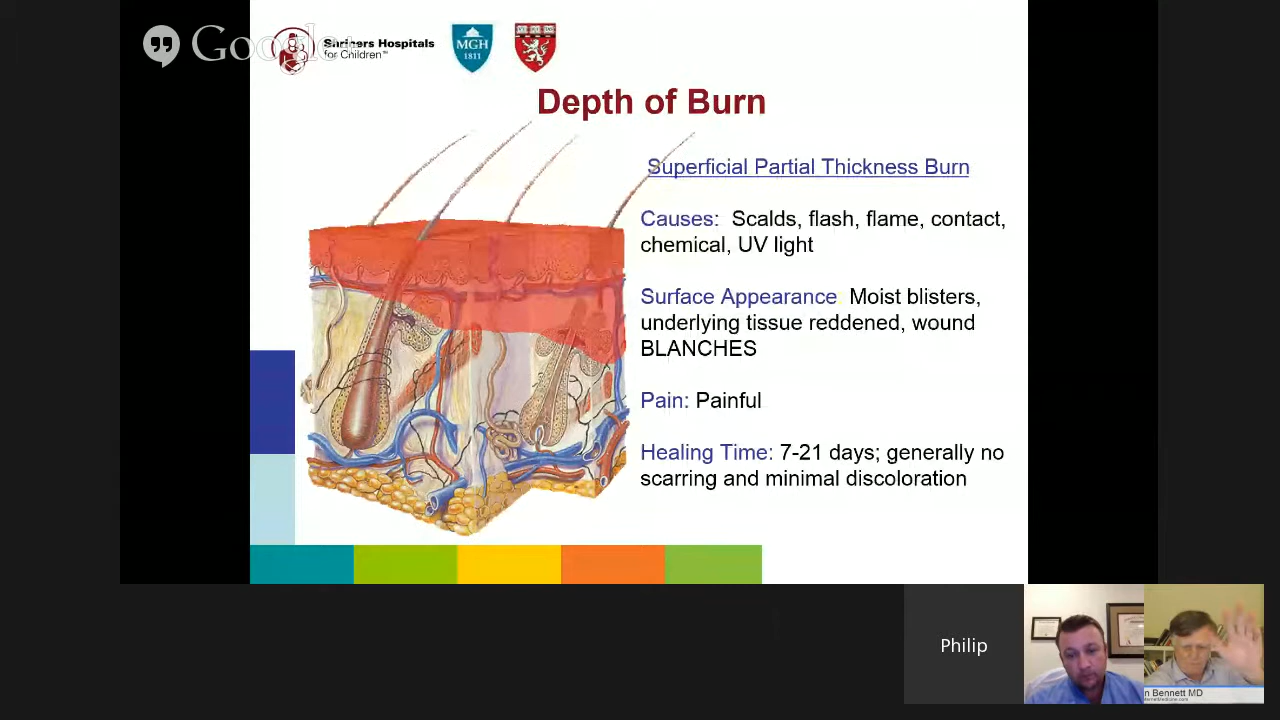 Google+
Shriners Hospitals
for Children™
MGH
1811
Depth of Burn
Superficial Partial Thickness Burn
Causes: Scalds, flash, flame, contact,
chemical, UV light
Surface Appearance Moist blisters,
underlying tissue reddened, wound
BLANCHES
Pain: Painful
Healing Time: 7-21 days; generally no
scarring and minimal discoloration
Philip
n Bennett MD